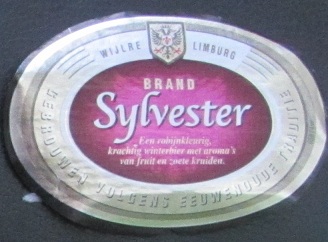 WIJLRE LIMBURG
BRAND
Sylvester
Een robijnkleurig,
krachtig winterbier met aroma's
van fruit en zoete kruiden.
GEBROUWEN VOLGENS EEUWENOUDE TRADITIE